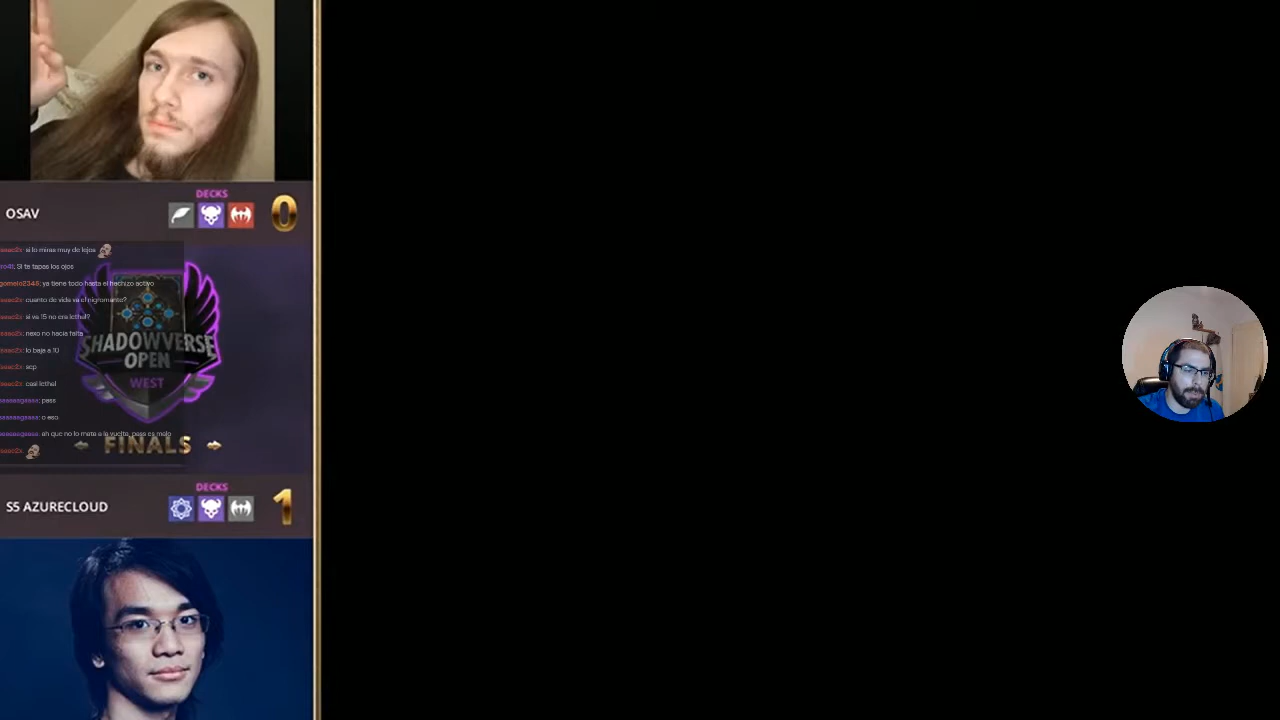 DECKS
OSAV
0
si lo miras muy de lejos
Si te tapas los ojos
ya tiene todo hasta el hechizo activo
cuanto de vida va el nigromante?
si va 15 no era lethal?
naxo no hacia falta
lo baja a 10
acp
casi lethal
pass
o eso
ah que no lo mata a la vuelta, pass es malo
SHADOWVERSE
OPEN
WEST
FINALS
DECKS
S5 AZURECLOUD
1